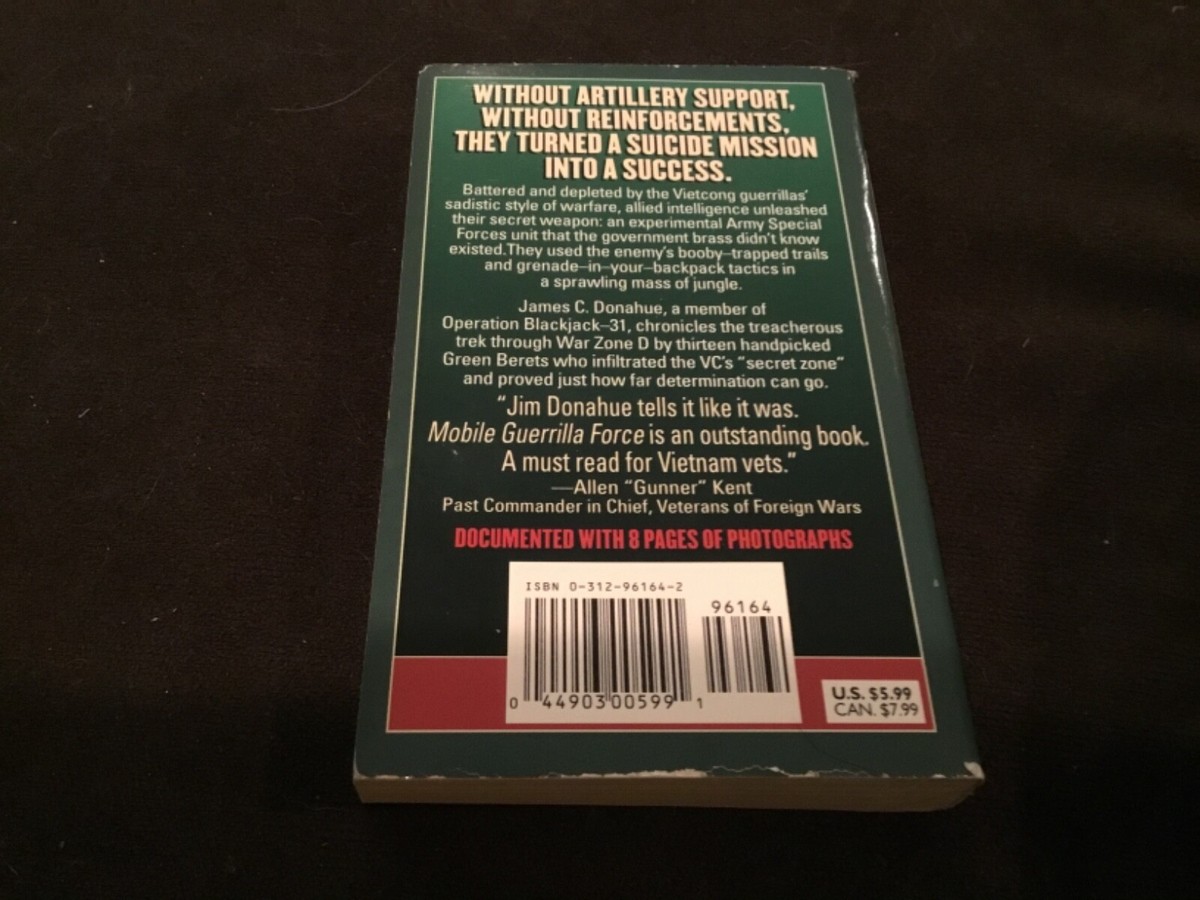 WITHOUT ARTILLERY SUPPORT,
WITHOUT REINFORCEMENTS,
THEY TURNED A SUICIDE MISSION
INTO A SUCCESS.
Battered and depleted by the Vietcong guerrillas'
sadistic style of warfare, allied intelligence unleashed
their secret weapon: an experimental Army Special
Forces unit that the government brass didn't know
existed.They used the enemy's booby–trapped trails
and grenade–in–your–backpack tactics in
a sprawling mass of jungle.
James C. Donahue, a member of
Operation Blackjack–31, chronicles the treacherous
trek through War Zone D by thirteen handpicked
Green Berets who infiltrated the VC's "secret zone"
and proved just how far determination can go.
"Jim Donahue tells it like it was.
Mobile Guerrilla Force is an outstanding book.
A must read for Vietnam vets."
—Allen "Gunner" Kent
Past Commander in Chief, Veterans of Foreign Wars
DOCUMENTED WITH 8 PAGES OF PHOTOGRAPHS
ISBN 0-312-96164-2
96164
0 44903 00599 1
U.S. $5.99
CAN. $7.99